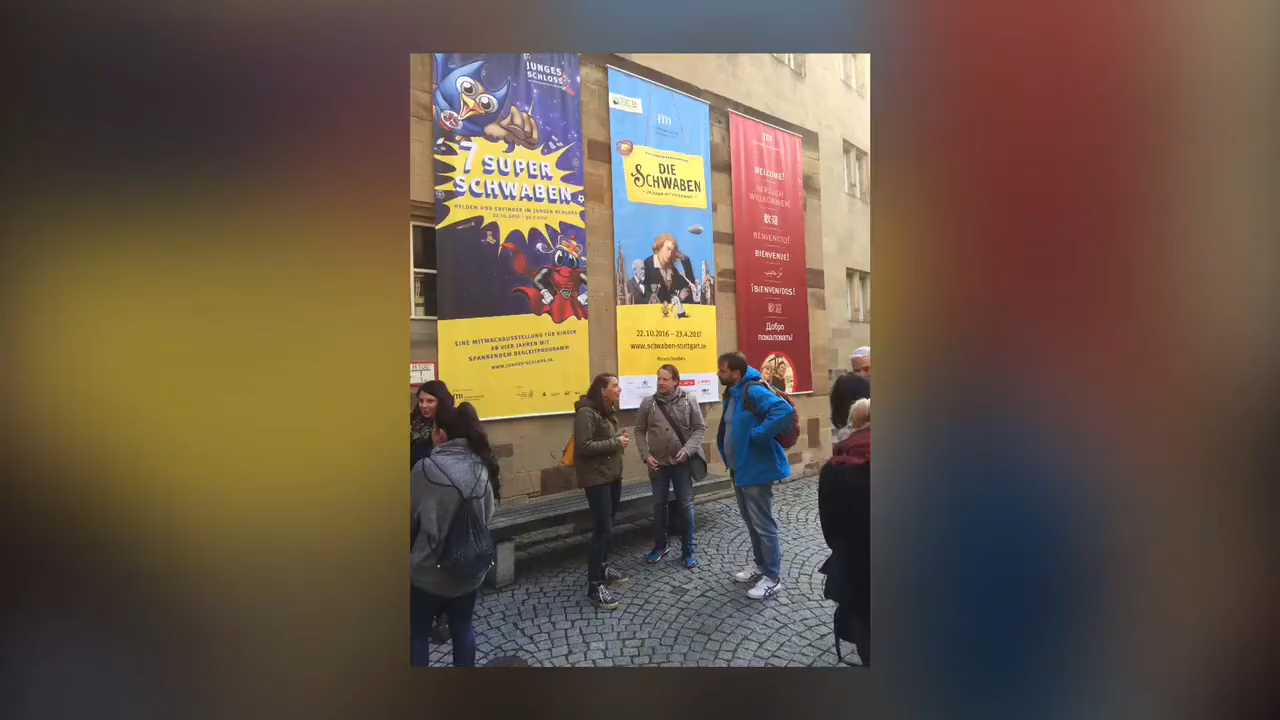 JUNGES
SCHLOSS
7 SUPER
SCHWABEN
HELDEN UND ERFINDER IM JUNGEN SCHLOSS
EINE MITMACHAUSSTELLUNG FÜR KINDER
AB VIER JAHREN MIT
SPANNENDEM BEGLEITPROGRAMM
WWW.JUNGES-SCHLOSS.DE
DIE
SCHWABEN
22.10.2016 – 23.4.2017
www.schwaben-stuttgart.de
WELCOME!
HERZLICH
WILLKOMMEN!
歡迎
BENVENUTO!
BIENVENUE!
ترحيب
¡BIENVENIDOS!
歓迎
Добро
пожаловать!